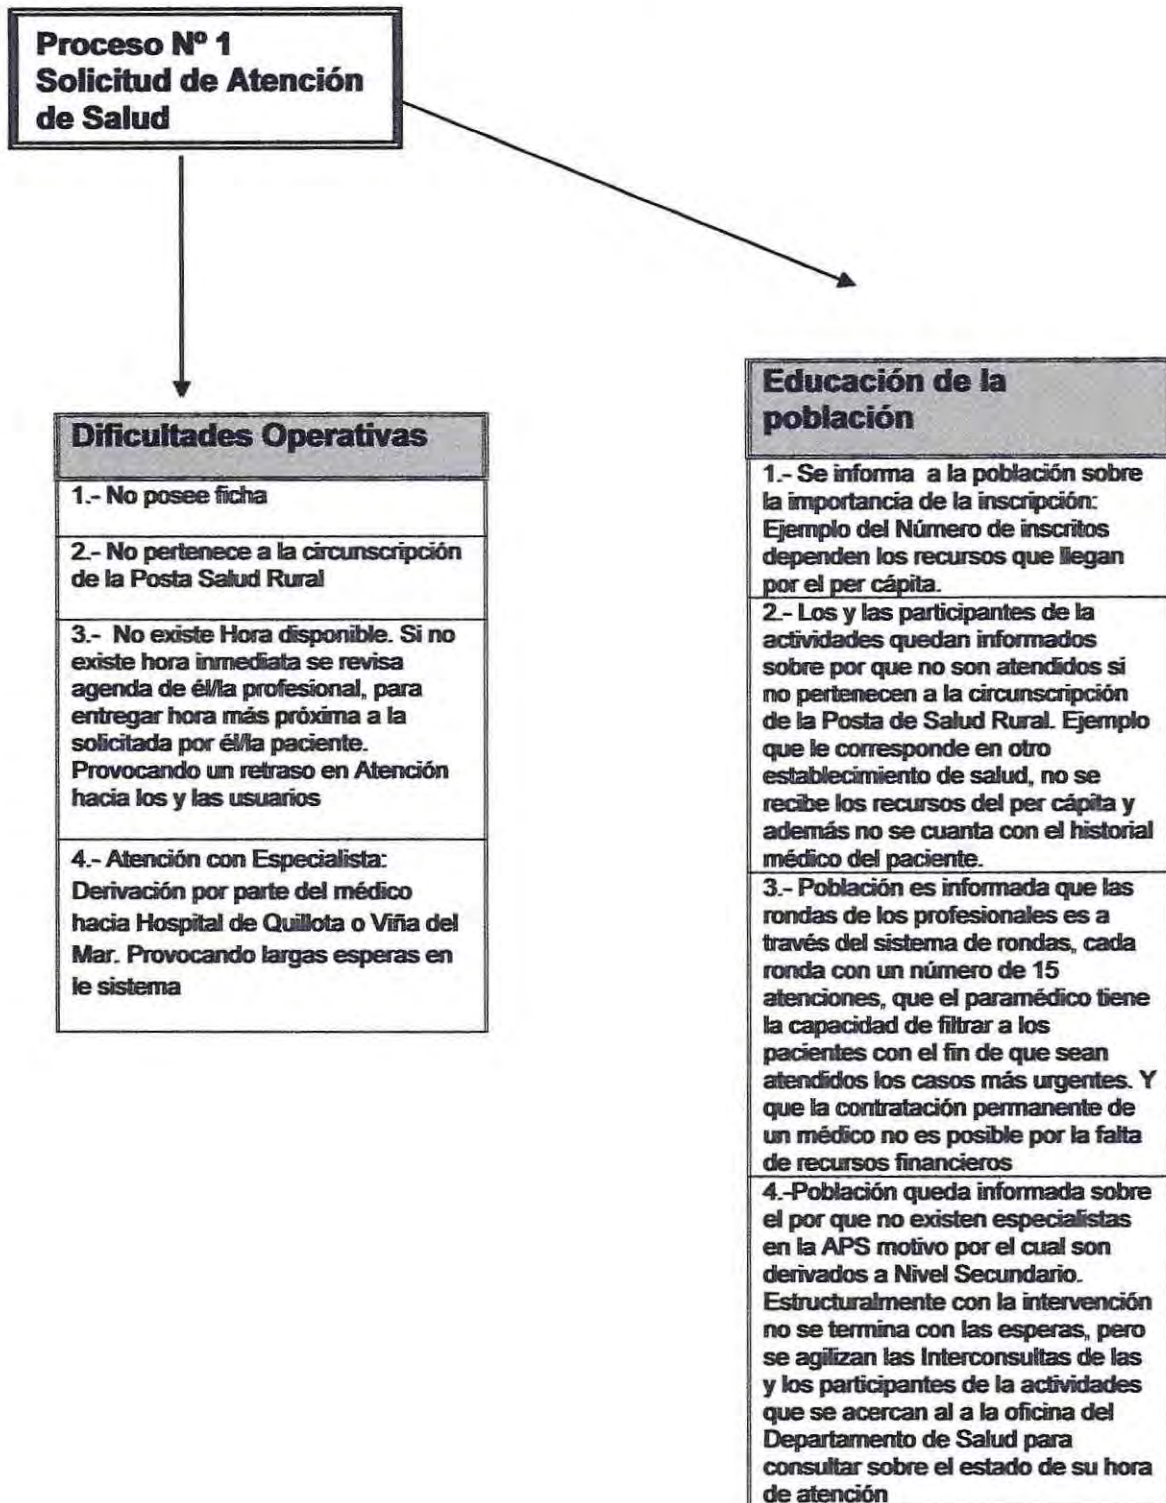 Proceso Nº 1
Solicitud de Atención
de Salud
Dificultades Operativas
1.- No posee ficha
2.- No pertenece a la circunscripción
de la Posta Salud Rural
3.- No existe Hora disponible. Si no
existe hora inmediata se revisa
agenda de él/la profesional, para
entregar hora más próxima a la
solicitada por él/la paciente.
Provocando un retraso en Atención
hacia los y las usuarios
4.- Atención con Especialista:
Derivación por parte del médico
hacia Hospital de Quillota o Viña del
Mar. Provocando largas esperas en
le sistema
Educación de la
población
1.- Se informa a la población sobre
la importancia de la inscripción:
Ejemplo del Número de inscritos
dependen los recursos que llegan
por el per cápita.
2.- Los y las participantes de la
actividades quedan informados
sobre por que no son atendidos si
no pertenecen a la circunscripción
de la Posta de Salud Rural. Ejemplo
que le corresponde en otro
establecimiento de salud, no se
recibe los recursos del per cápita y
además no se cuanta con el historial
médico del paciente.
3.- Población es informada que las
rondas de los profesionales es a
través del sistema de rondas, cada
ronda con un número de 15
atenciones, que el paramédico tiene
la capacidad de filtrar a los
pacientes con el fin de que sean
atendidos los casos más urgentes. Y
que la contratación permanente de
un médico no es posible por la falta
de recursos financieros
4.-Población queda informada sobre
el por que no existen especialistas
en la APS motivo por el cual son
derivados a Nivel Secundario.
Estructuralmente con la intervención
no se termina con las esperas, pero
se agilizan las Interconsultas de las
y los participantes de la actividades
que se acercan al a la oficina del
Departamento de Salud para
consultar sobre el estado de su hora
de atención